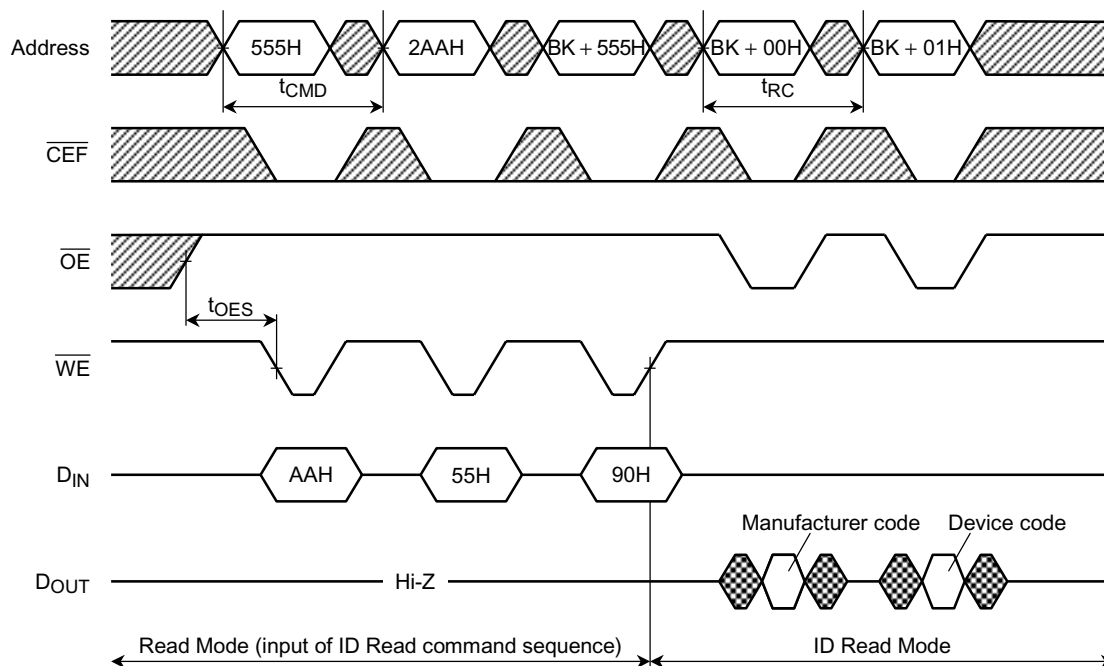 Address 555H 2AAH BK + 555H BK + 00H BK + 01H
tCMD tRC
CEF
OE
tOES
WE
DIN AAH 55H 90H
Manufacturer code Device code
DOUT Hi-Z
Read Mode (input of ID Read command sequence) ID Read Mode